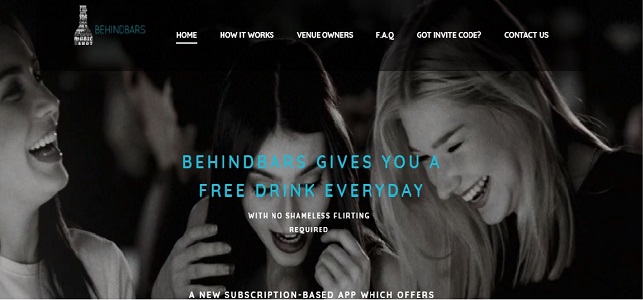 BEHINDBARS
HOME
HOW IT WORKS
VENUE OWNERS
F.A.Q
GOT INVITE CODE?
CONTACT US
BEHINDBARS GIVES YOU A
FREE DRINK EVERYDAY
WITH NO SHAMELESS FLIRTING
REQUIRED
A NEW SUBSCRIPTION-BASED APP WHICH OFFERS